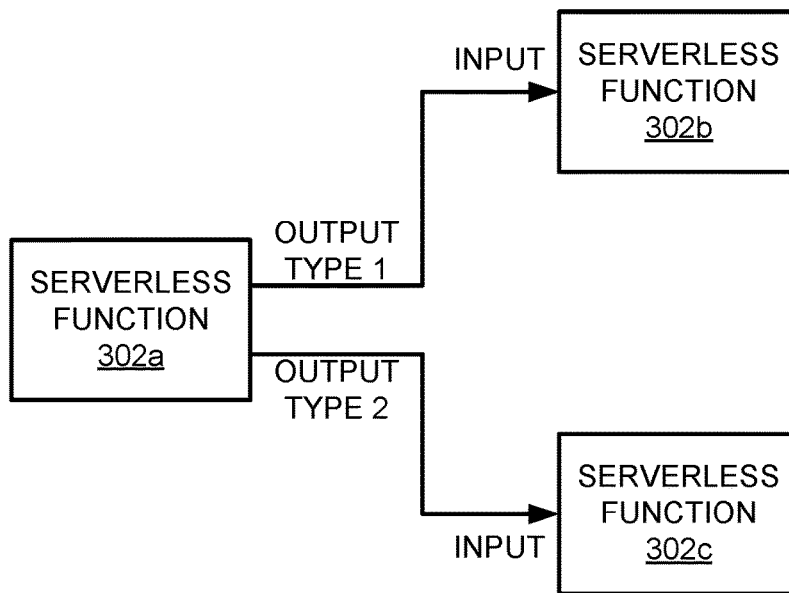 INPUT
SERVERLESS
FUNCTION
302b
OUTPUT
TYPE 1
SERVERLESS
FUNCTION
302a
OUTPUT
TYPE 2
INPUT
SERVERLESS
FUNCTION
302c